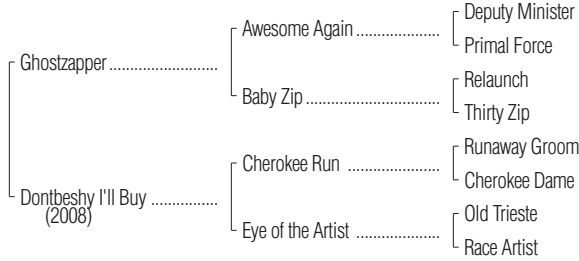 Deputy Minister
Awesome Again ....................
Primal Force
Ghostzapper ..........................
Relaunch
Baby Zip ................................
Thirty Zip
Runaway Groom
Cherokee Run ......................
Cherokee Dame
Dontbeshy I'll Buy ................
(2008)
Old Trieste
Eye of the Artist ....................
Race Artist